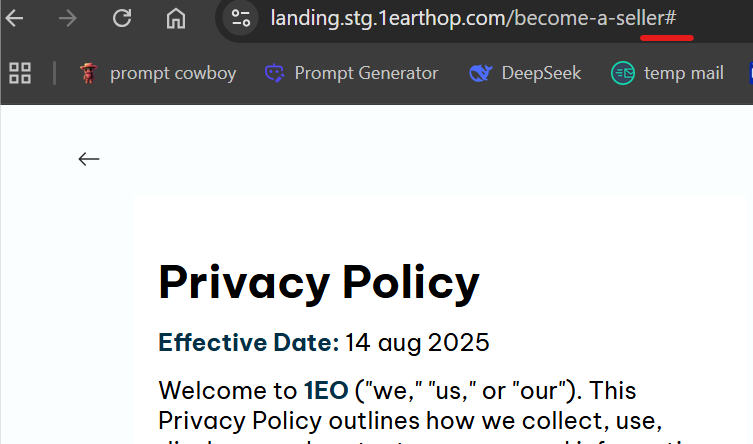 landing.stg.1earthop.com/become-a-seller#
prompt cowboy Prompt Generator DeepSeek temp mail
Privacy Policy
Effective Date: 14 aug 2025
Welcome to 1EO ("we," "us," or "our"). This
Privacy Policy outlines how we collect, use,